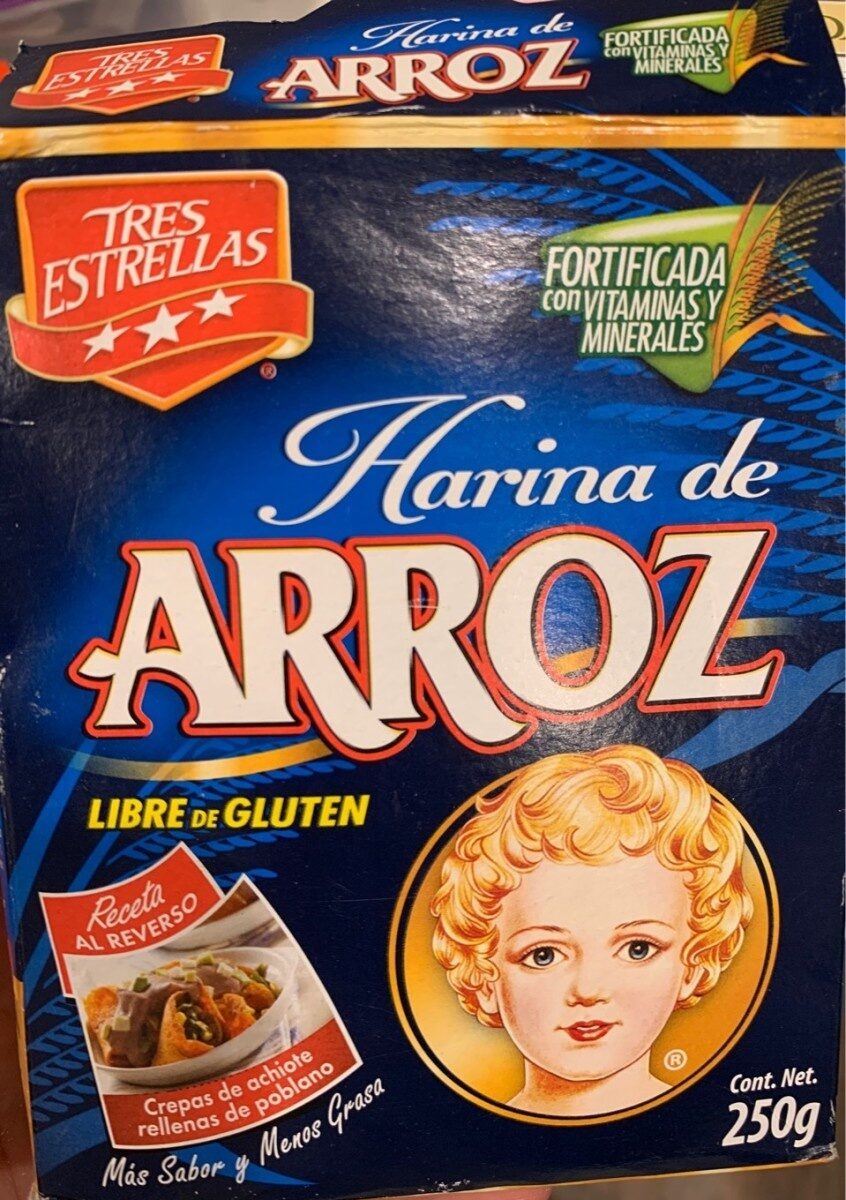 TRES
ESTRELLAS
Harina de
ARROZ
FORTIFICADA
con VITAMINAS Y
MINERALES
TRES
ESTRELLAS
®
FORTIFICADA
con VITAMINAS Y
MINERALES
Harina de
ARROZ
LIBRE DE GLUTEN
Receta
AL REVERSO
Crepas de achiote
rellenas de poblano
Más Sabor y Menos Grasa
®
Cont. Net.
250g